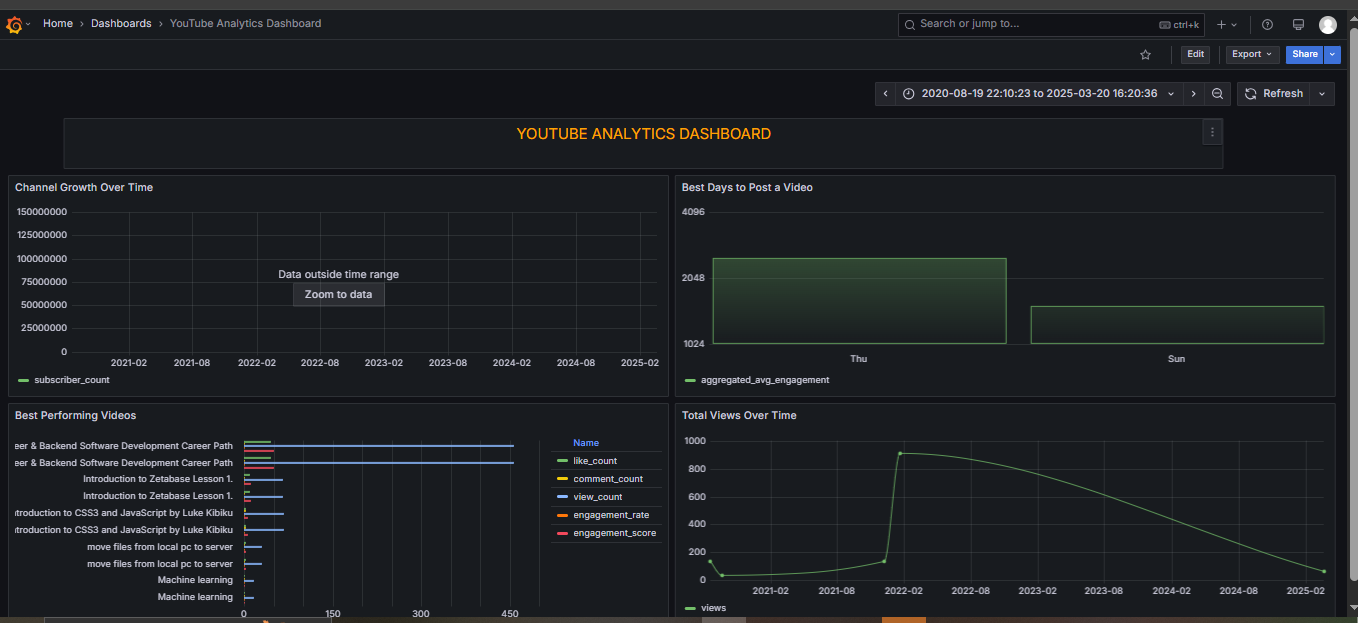 Home › Dashboards › YouTube Analytics Dashboard
Search or jump to...
ctrl+k
Edit
Export
Share
2020-08-19 22:10:23 to 2025-03-20 16:20:36
Refresh
YOUTUBE ANALYTICS DASHBOARD
Channel Growth Over Time
150000000
125000000
100000000
75000000
50000000
25000000
0
Data outside time range
Zoom to data
2021-02 2021-08 2022-02 2022-08 2023-02 2023-08 2024-02 2024-08 2025-02
subscriber_count
Best Days to Post a Video
4096
2048
1024
Thu Sun
aggregated_avg_engagement
Best Performing Videos
eer & Backend Software Development Career Path
eer & Backend Software Development Career Path
Introduction to Zetabase Lesson 1.
Introduction to Zetabase Lesson 1.
ntroduction to CSS3 and JavaScript by Luke Kibiku
ntroduction to CSS3 and JavaScript by Luke Kibiku
move files from local pc to server
move files from local pc to server
Machine learning
Machine learning
0 150 300 450
Name
like_count
comment_count
view_count
engagement_rate
engagement_score
Total Views Over Time
1000
800
600
400
200
0
2021-02 2021-08 2022-02 2022-08 2023-02 2023-08 2024-02 2024-08 2025-02
views